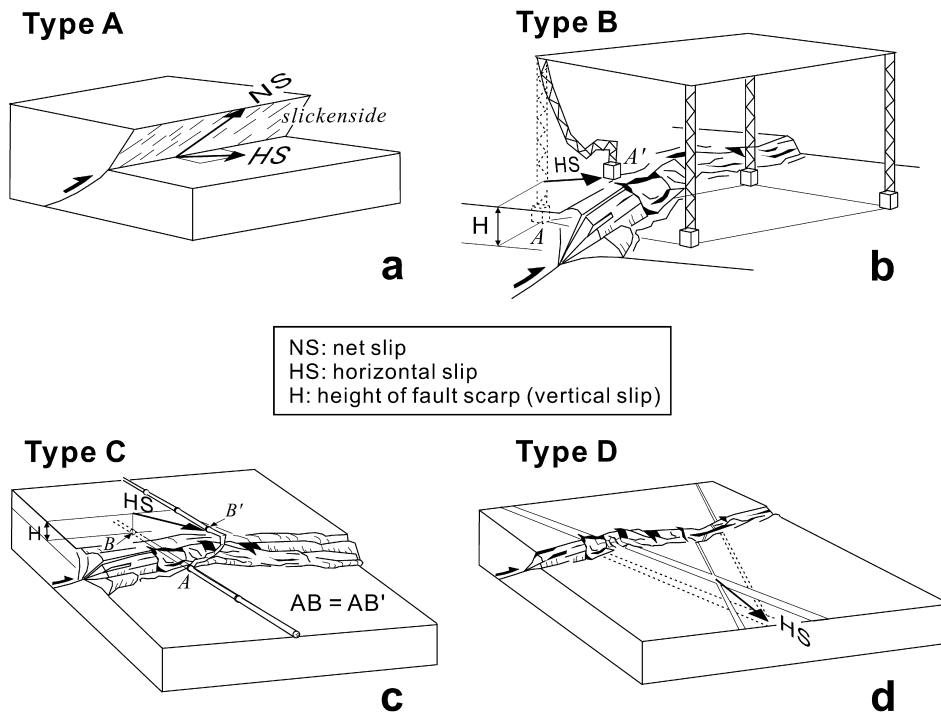 Type A
NS
slickenside
HS
a
Type B
HS
A'
H
A
b
NS: net slip
HS: horizontal slip
H: height of fault scarp (vertical slip)
Type C
HS
B'
H
B
A
AB = AB'
c
Type D
HS
d